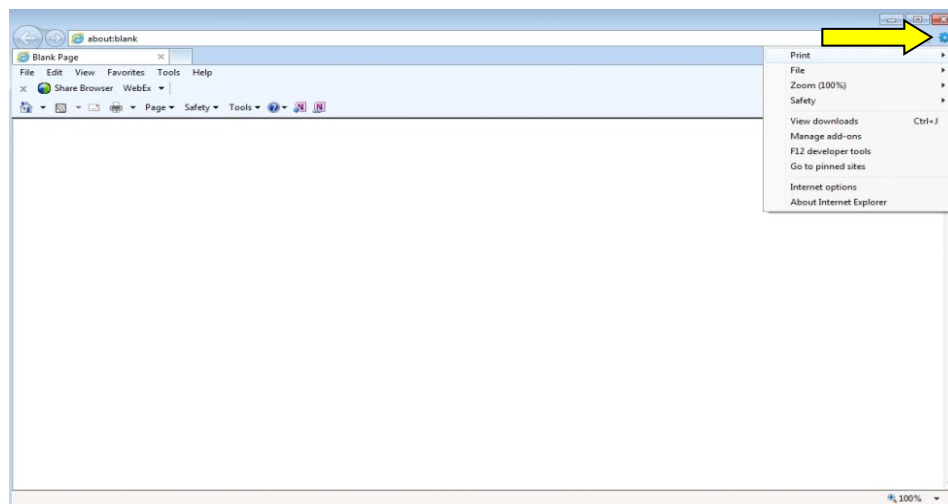 about:blank
Blank Page
File Edit View Favorites Tools Help
x Share Browser WebEx
Page Safety Tools
Print
File
Zoom (100%)
Safety
View downloads Ctrl+J
Manage add-ons
F12 developer tools
Go to pinned sites
Internet options
About Internet Explorer
100%